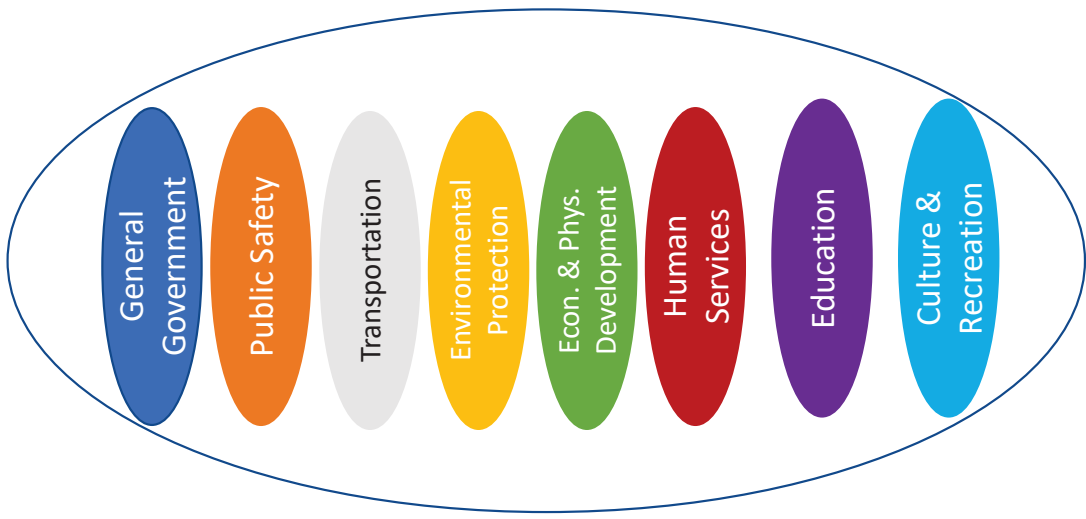 General
Government
Public Safety
Transportation
Environmental
Protection
Econ. & Phys.
Development
Human
Services
Education
Culture &
Recreation